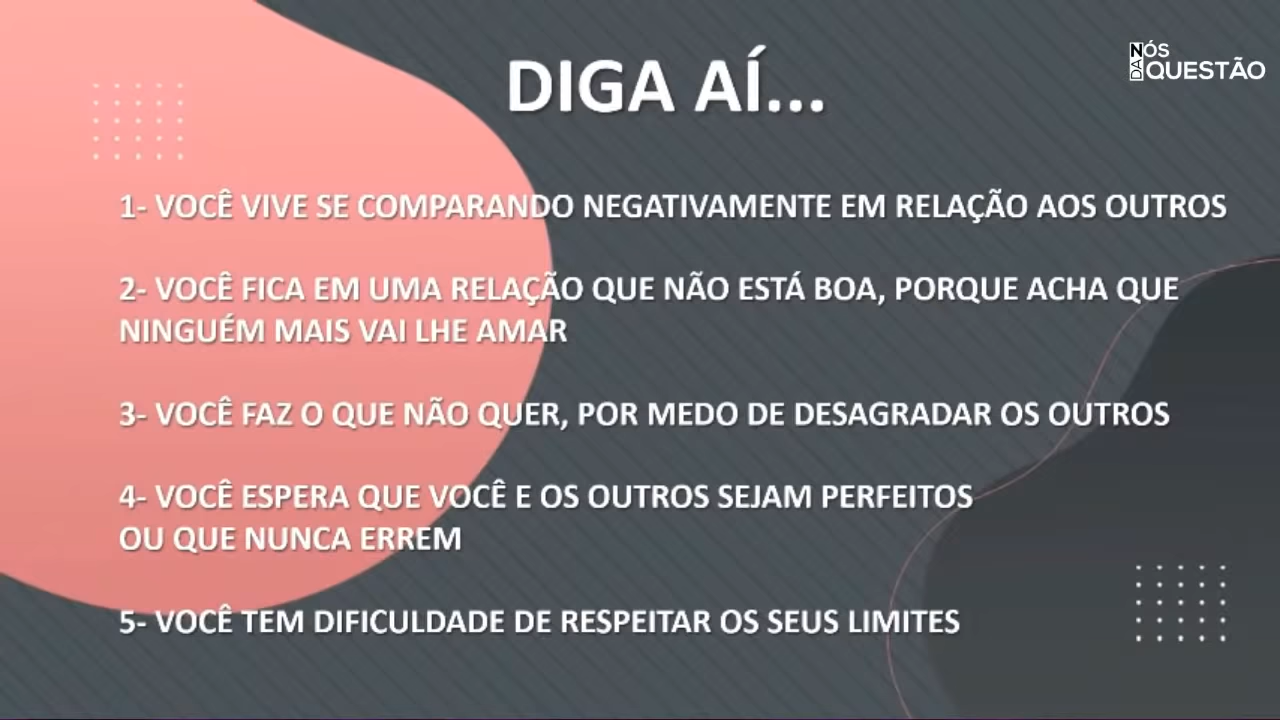 DIGA AÍ...
NÓS
DA QUESTÃO
1- VOCÊ VIVE SE COMPARANDO NEGATIVAMENTE EM RELAÇÃO AOS OUTROS
2- VOCÊ FICA EM UMA RELAÇÃO QUE NÃO ESTÁ BOA, PORQUE ACHA QUE
NINGUÉM MAIS VAI LHE AMAR
3- VOCÊ FAZ O QUE NÃO QUER, POR MEDO DE DESAGRADAR OS OUTROS
4- VOCÊ ESPERA QUE VOCÊ E OS OUTROS SEJAM PERFEITOS
OU QUE NUNCA ERREM
5- VOCÊ TEM DIFICULDADE DE RESPEITAR OS SEUS LIMITES